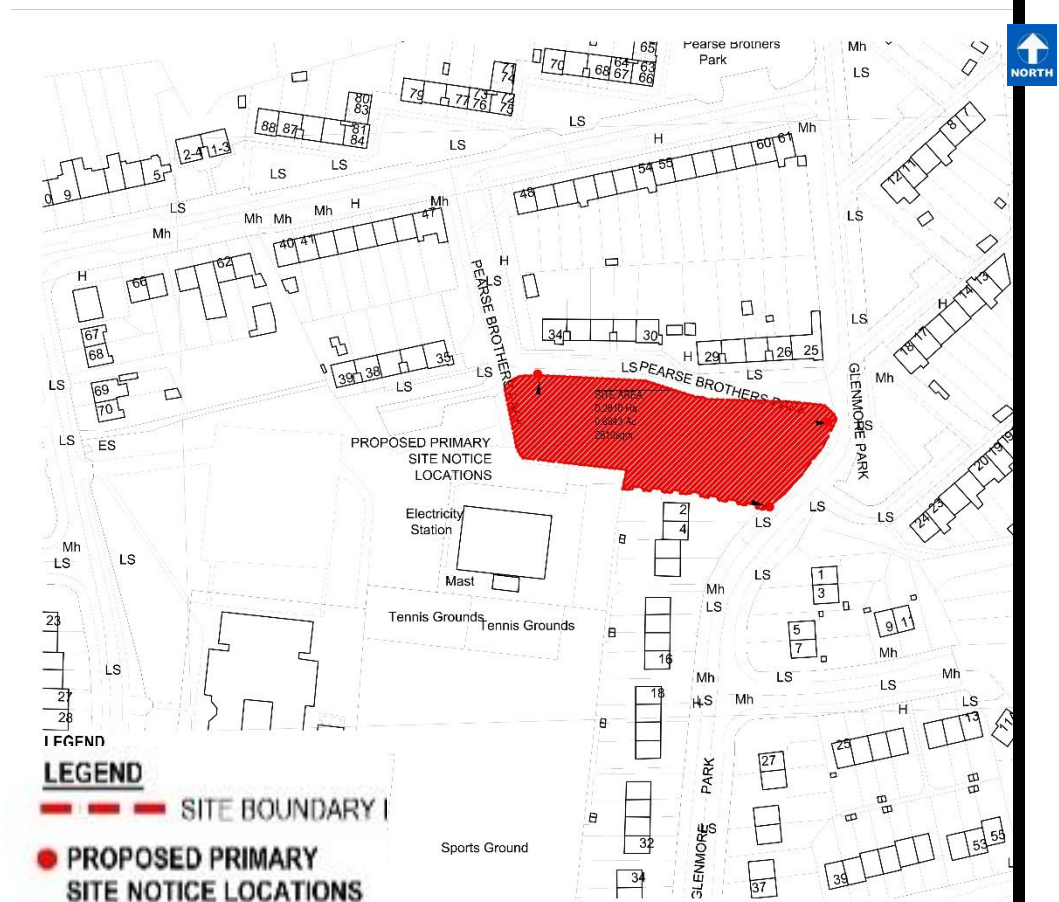 Pearse Brothers
Park
NORTH
65
Mh
LS
70
68
64
67
63
66
71
74
79
77
73
76
72
75
80
83
88
87
81
84
LS
LS
LS
LS
2-4
1-3
9
5
LS
H
54
55
60
61
Mh
8
7
12
11
48
LS
Mh
Mh
Mh
H
Mh
47
40
41
Mh
H
66
62
67
68
PEARSE BROTHERS
LS
H
34
30
H
29
26
25
LS
LS
PEARSE BROTHERS PARK
H
14
13
18
17
LS
Mh
GLENMORE PARK
39
38
35
LS
LS
69
70
LS
LS
ES
SITE AREA
2810sqm
LS
PROPOSED PRIMARY
SITE NOTICE
LOCATIONS
20
19
24
23
LS
LS
LS
2
4
Electricity
Station
Mast
Mh
LS
LS
LS
1
3
Mh
LS
Tennis Grounds
Tennis Grounds
5
7
9
11
Mh
23
16
LS
27
28
18
Mh
LS
H
LS
LS
Mh
LS
Mh
H
25
13
27
GLENMORE PARK
LS
32
34
37
39
53
55
Sports Ground
LEGEND
LEGEND
SITE BOUNDARY
PROPOSED PRIMARY
SITE NOTICE LOCATIONS